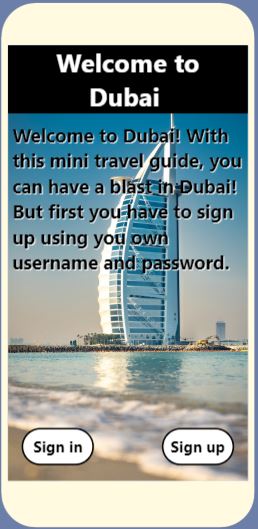 Welcome to
Dubai
Welcome to Dubai! With
this mini travel guide, you
can have a blast in Dubai!
But first you have to sign
up using you own
username and password.
Sign in
Sign up